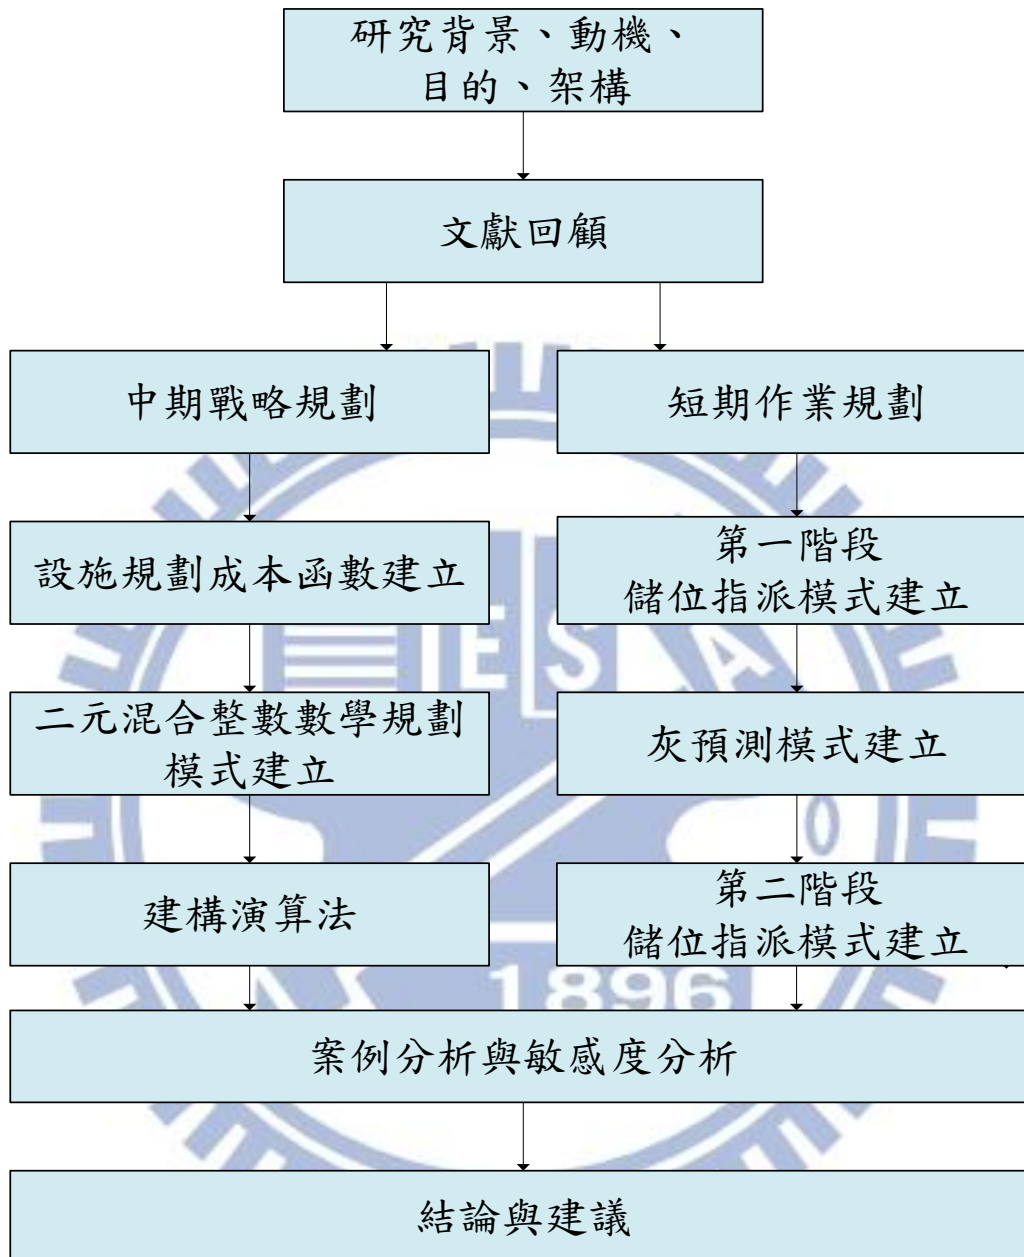 研究背景、動機、
目的、架構
文獻回顧
中期戰略規劃
短期作業規劃
設施規劃成本函數建立
第一階段
儲位指派模式建立
二元混合整數數學規劃
模式建立
灰預測模式建立
建構演算法
第二階段
儲位指派模式建立
案例分析與敏感度分析
結論與建議
ESA
1896